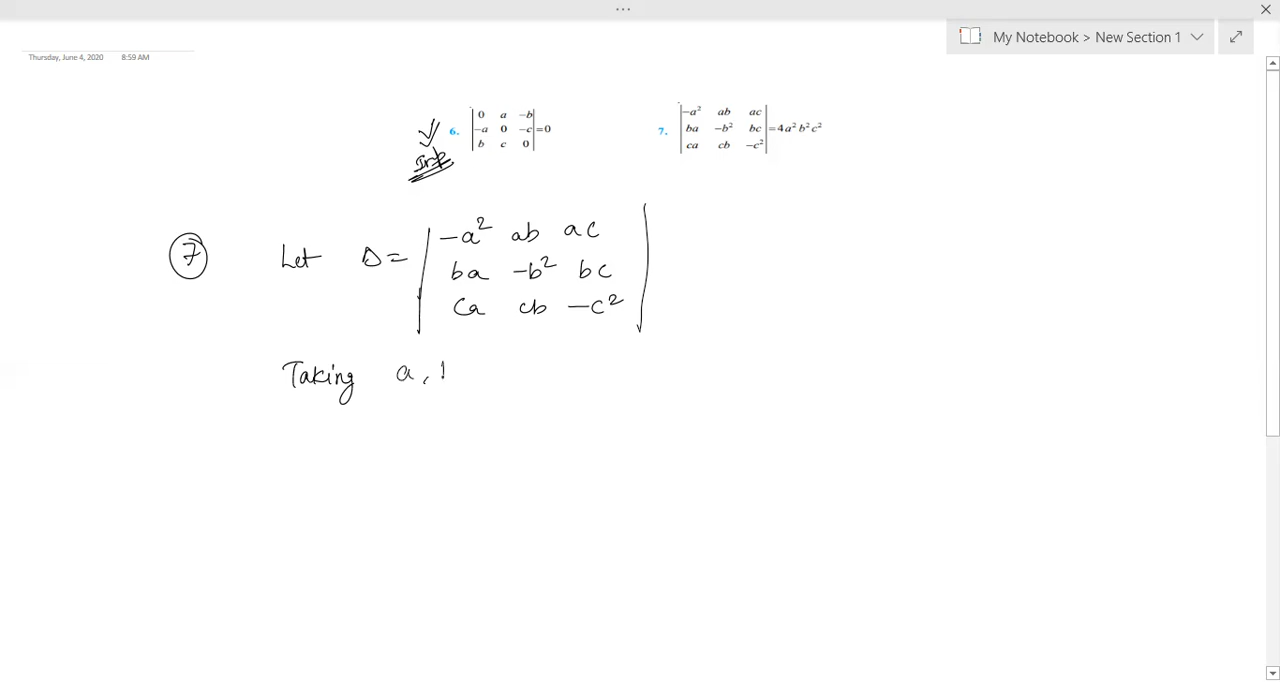 ...
My Notebook > New Section 1
Thursday, June 4, 2020 8:59 AM
6. |0 a -b|
|-a 0 -c| =0
|b c 0|
Imp
7. |-a² ab ac|
|ba -b² bc| =4a²b²c²
|ca cb -c²|
7 Let Δ = |-a² ab ac|
|ba -b² bc|
|ca cb -c²|
Taking a,